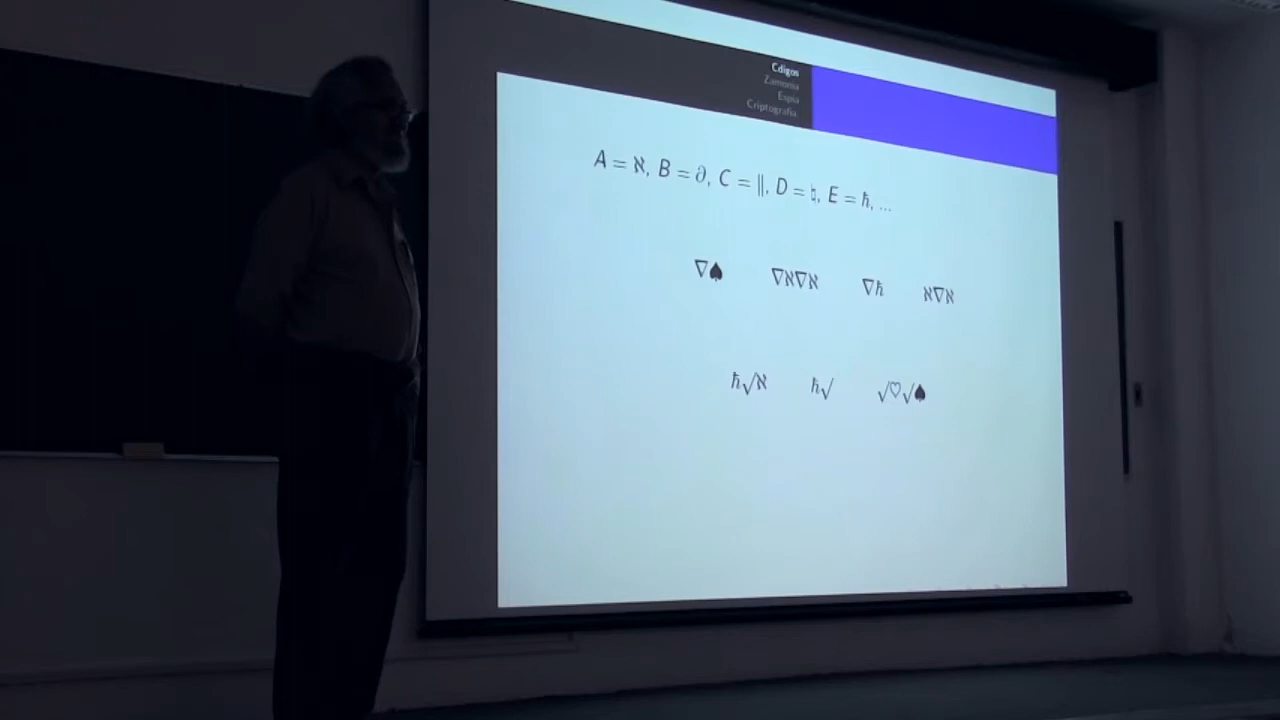 Cdigos
Zamonia
Espia
Criptografia
A = ℵ, B = ∂, C = ‖, D = ♮, E = ℏ, ...
∇♠ ∇ℵ∇ℵ ∇ℏ ℵ∇ℵ
ℏ√ℵ ℏ√ √♡√♠